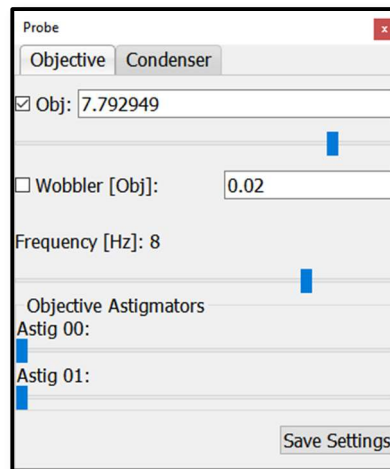 Probe
x
Objective Condenser
Obj: 7.792949
Wobbler [Obj]: 0.02
Frequency [Hz]: 8
Objective Astigmators
Astig 00:
Astig 01:
Save Settings